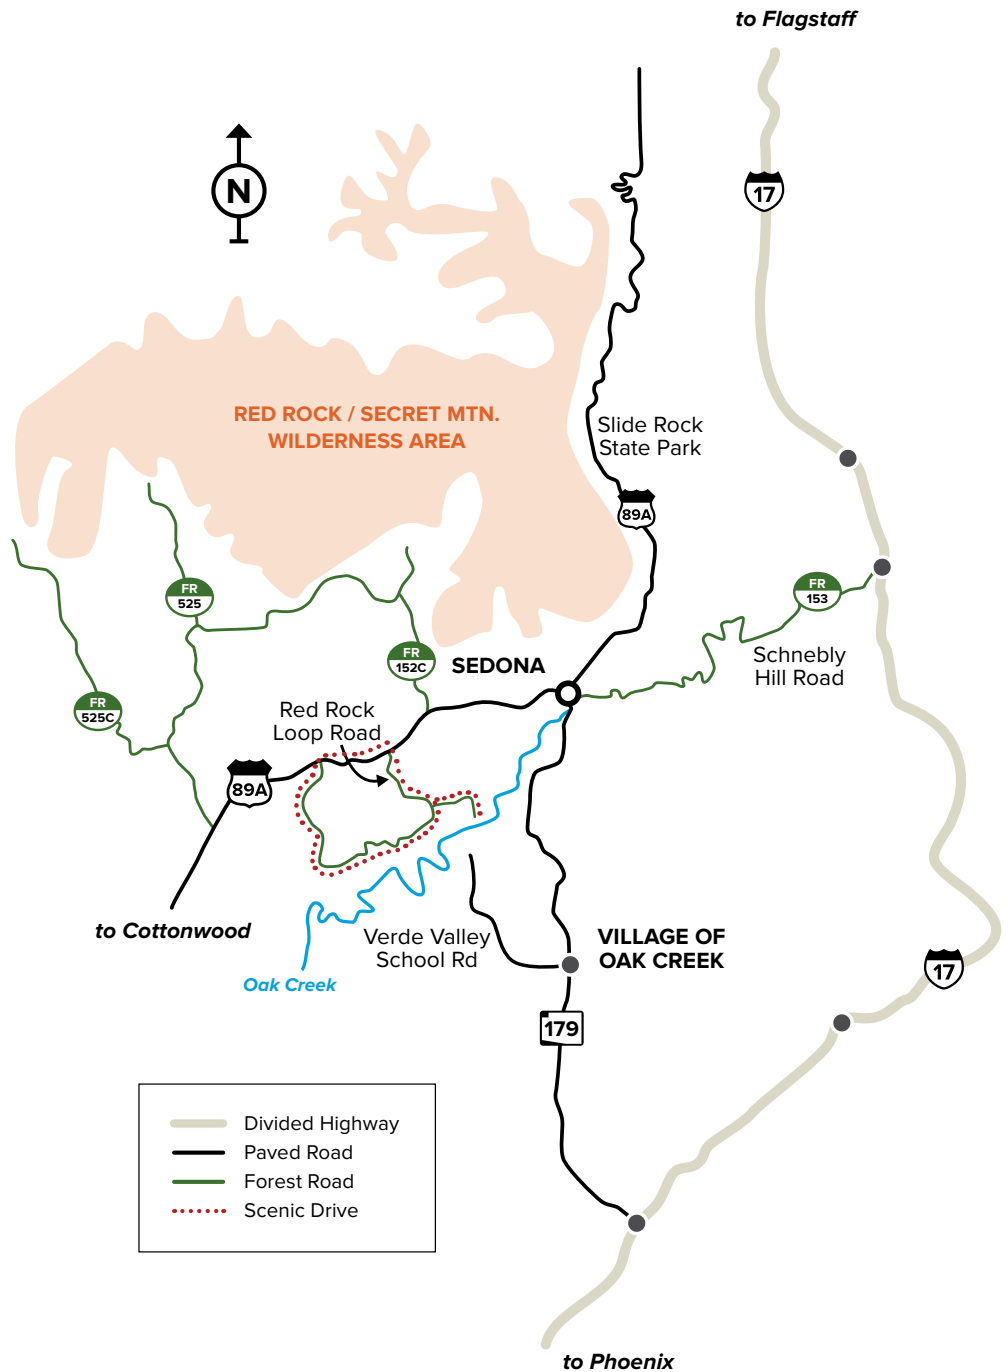 to Flagstaff
17
N
RED ROCK / SECRET MTN.
WILDERNESS AREA
Slide Rock
State Park
89A
FR
525
FR
153
FR
152C
SEDONA
Schnebly
Hill Road
FR
525C
Red Rock
Loop Road
89A
to Cottonwood
Verde Valley
School Rd
VILLAGE OF
OAK CREEK
17
Oak Creek
179
Divided Highway
Paved Road
Forest Road
Scenic Drive
to Phoenix